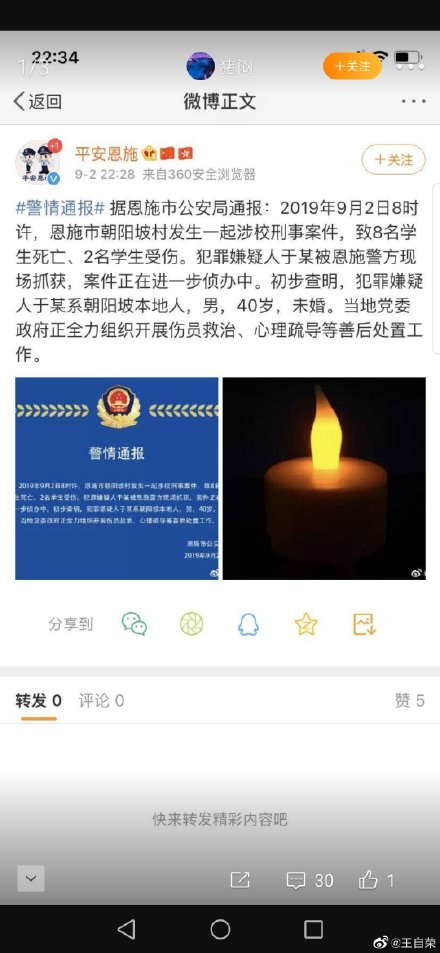 22:34
1/3
猪闷
+关注
返回
微博正文
平安恩施
+1
9-2 22:28 来自360安全浏览器
+关注
平安恩
#警情通报# 据恩施市公安局通报：2019年9月2日8时
许，恩施市朝阳坡村发生一起涉校刑事案件，致8名学
生死亡、2名学生受伤。犯罪嫌疑人于某被恩施警方现
场抓获，案件正在进一步侦办中。初步查明，犯罪嫌疑
人于某系朝阳坡本地人，男，40岁，未婚。当地党委
政府正全力组织开展伤员救治、心理疏导等善后处置工
作。
警情通报
2019年9月2日8时许，恩施市朝阳坡村发生一起涉校刑事案件，致8名
生死亡、2名学生受伤。犯罪嫌疑人于某被恩施警方现场抓获，案件正在
一步侦办中。初步查明，犯罪嫌疑人于某系朝阳坡本地人，男，40岁，
当地党委政府正全力组织开展伤员救治、心理疏导等善后处置工作。
恩施市公安
2019年9月2
分享到
转发 0
评论 0
赞 5
快来转发精彩内容吧
30
1
@王自荣